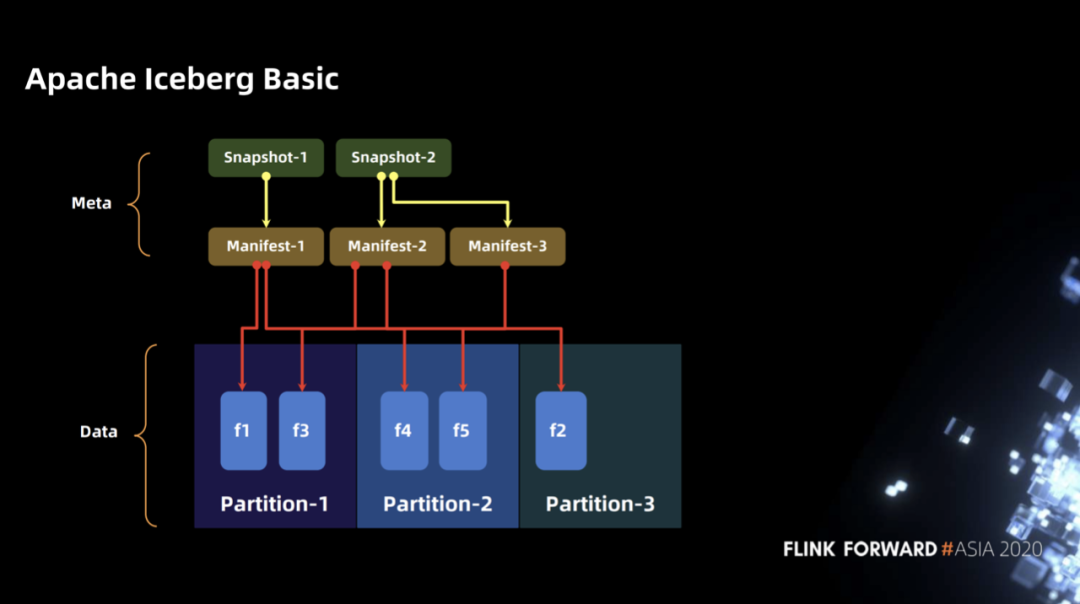 Apache Iceberg Basic
Snapshot-1
Snapshot-2
Meta
Manifest-1
Manifest-2
Manifest-3
Data
f1
f3
f4
f5
f2
Partition-1
Partition-2
Partition-3
FLINK FORWARD #ASIA 2020